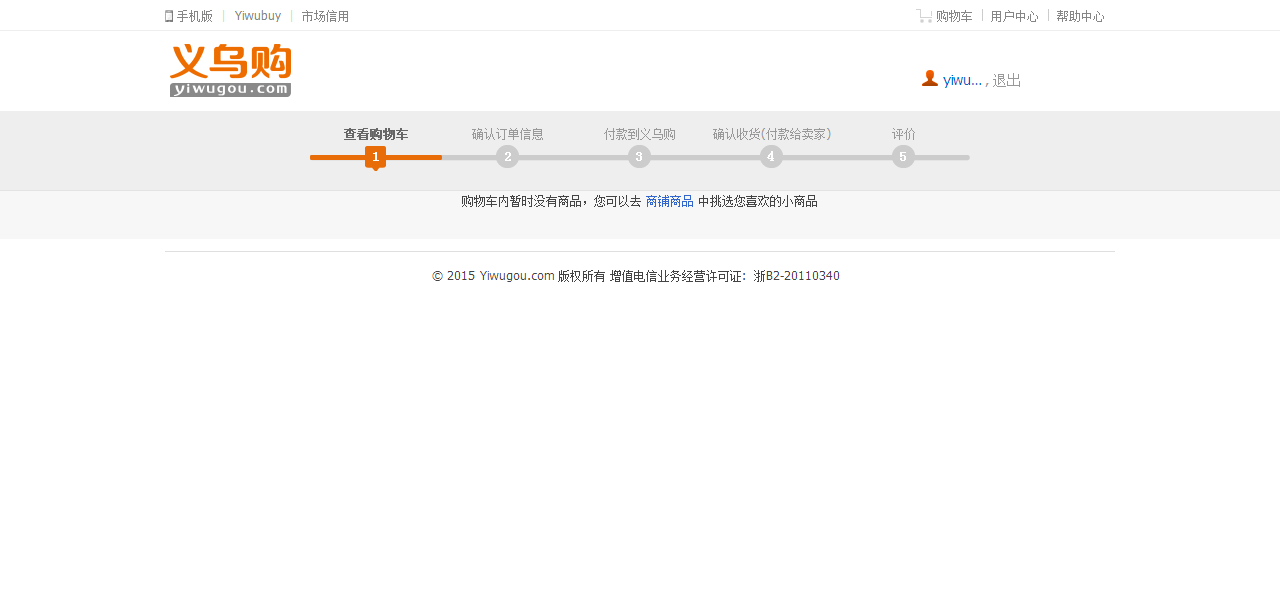 手机版 Yiwubuy 市场信用 购物车 用户中心 帮助中心
义乌购
yiwugou.com
yiwu... , 退出
查看购物车 确认订单信息 付款到义乌购 确认收货(付款给卖家) 评价
1 2 3 4 5
购物车内暂时没有商品，您可以去 商铺商品 中挑选您喜欢的小商品
© 2015 Yiwugou.com 版权所有 增值电信业务经营许可证：浙B2-20110340